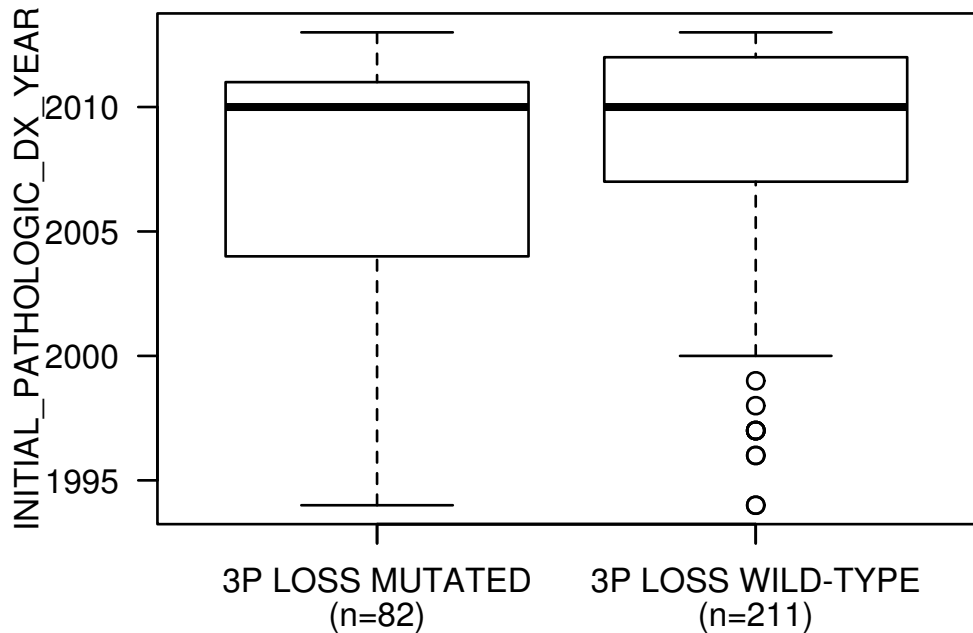 INITIAL_PATHOLOGIC_DX_YEAR
2010
2005
2000
1995
3P LOSS MUTATED
(n=82)
3P LOSS WILD-TYPE
(n=211)